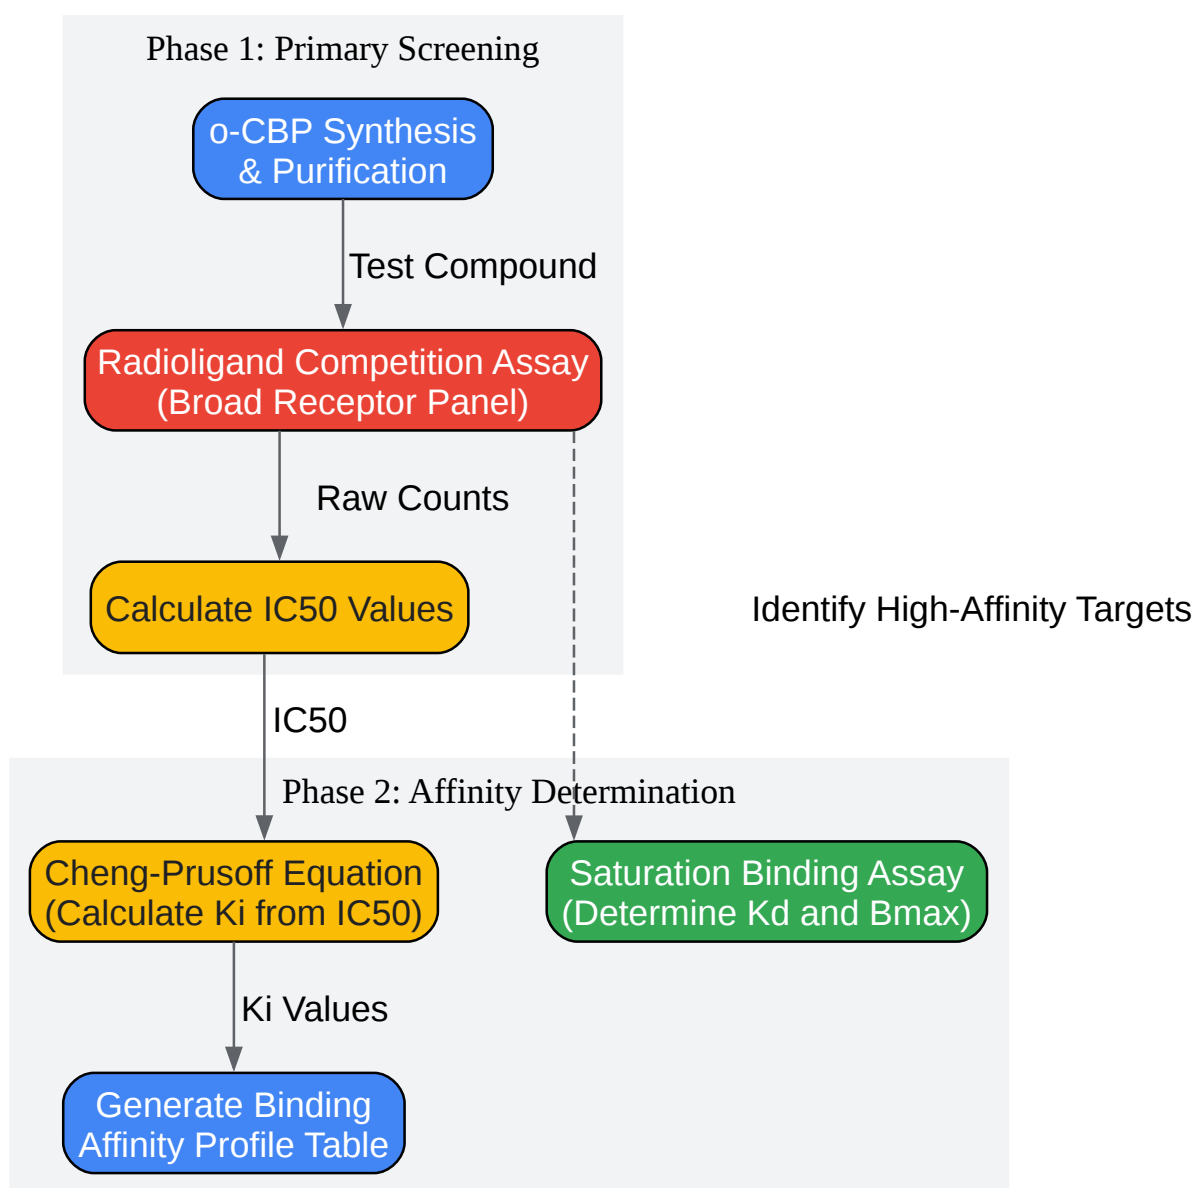 Phase 1: Primary Screening
o-CBP Synthesis
& Purification
Test Compound
Radioligand Competition Assay
(Broad Receptor Panel)
Raw Counts
Calculate IC50 Values
Identify High-Affinity Targets
IC50
Phase 2: Affinity Determination
Cheng-Prusoff Equation
(Calculate Ki from IC50)
Saturation Binding Assay
(Determine Kd and Bmax)
Ki Values
Generate Binding
Affinity Profile Table